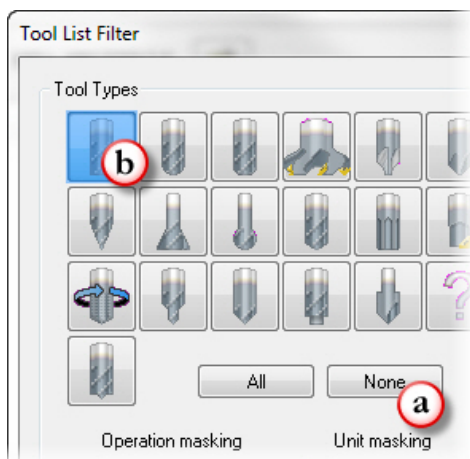 Tool List Filter
Tool Types
b
?
All
None
a
Operation masking
Unit masking